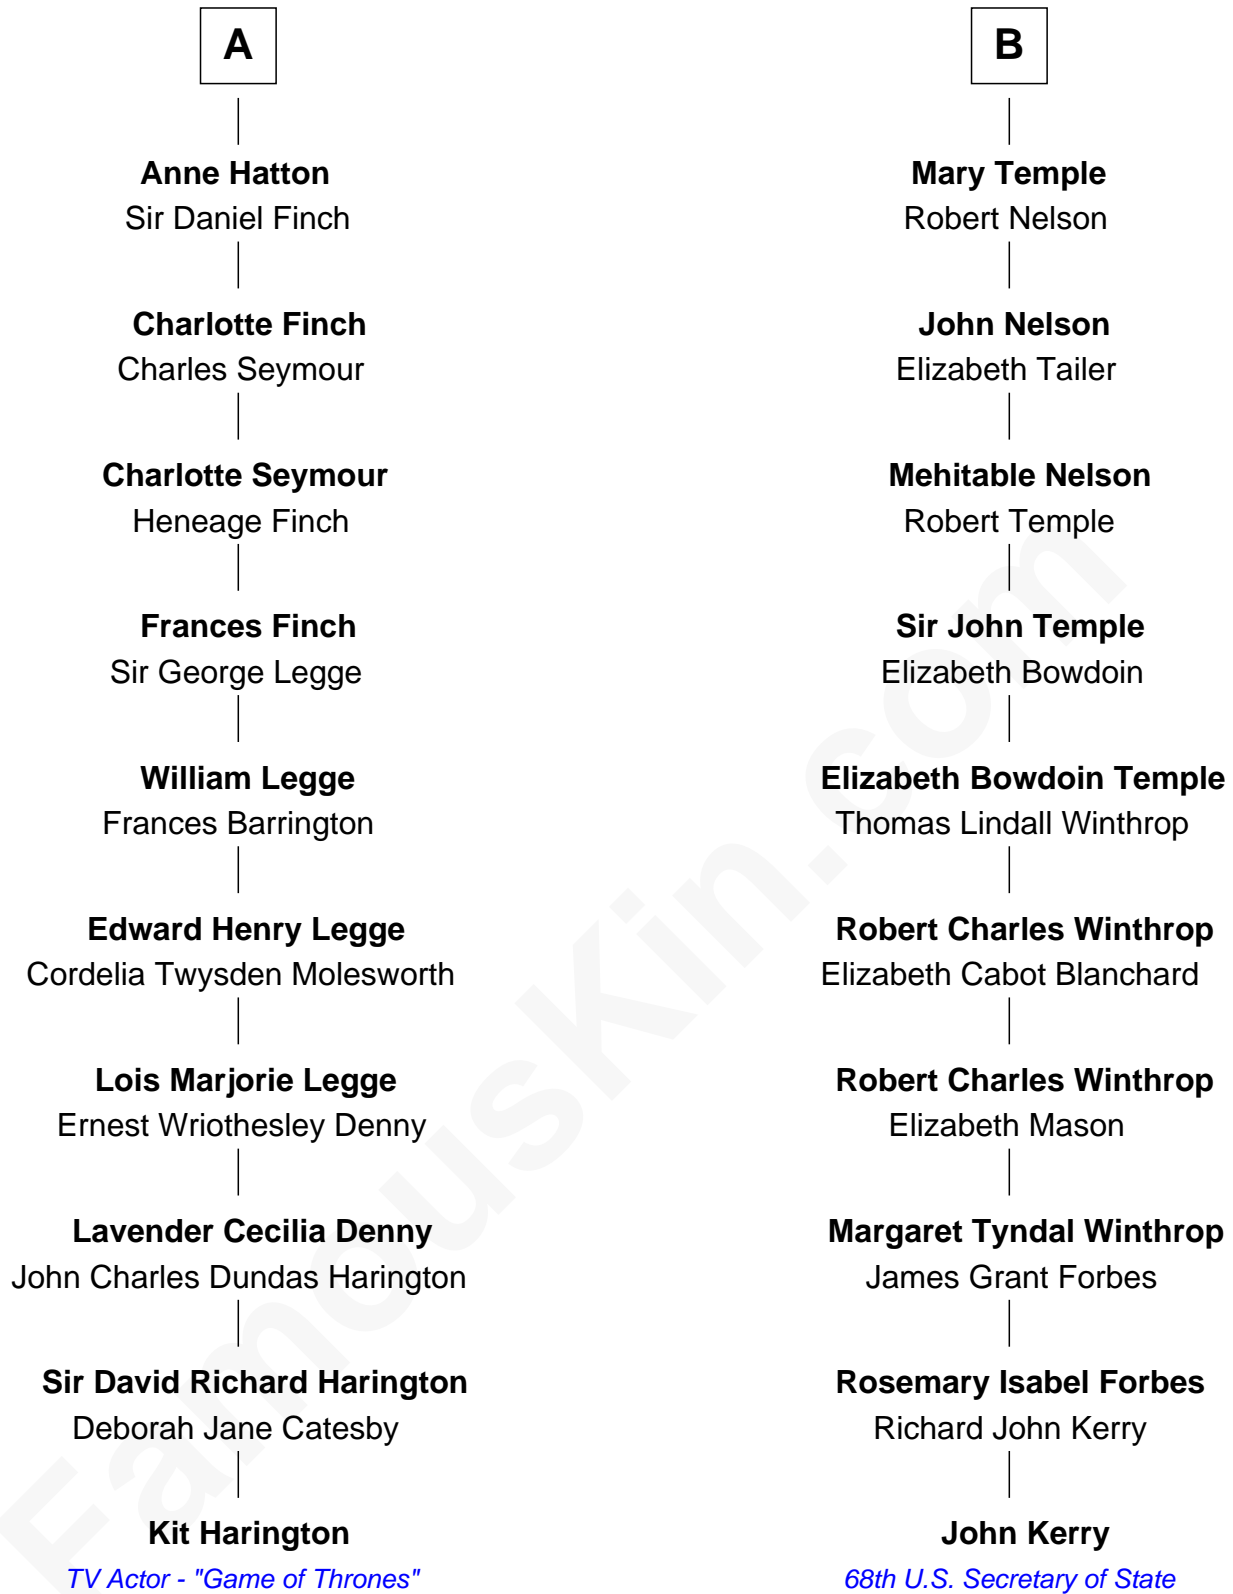 A
Anne Hatton
Sir Daniel Finch
Charlotte Finch
Charles Seymour
Charlotte Seymour
Heneage Finch
Frances Finch
Sir George Legge
William Legge
Frances Barrington
Edward Henry Legge
Cordelia Twysden Molesworth
Lois Marjorie Legge
Ernest Wriothesley Denny
Lavender Cecilia Denny
John Charles Dundas Harington
Sir David Richard Harington
Deborah Jane Catesby
Kit Harington
TV Actor - "Game of Thrones"
B
Mary Temple
Robert Nelson
John Nelson
Elizabeth Tailer
Mehitable Nelson
Robert Temple
Sir John Temple
Elizabeth Bowdoin
Elizabeth Bowdoin Temple
Thomas Lindall Winthrop
Robert Charles Winthrop
Elizabeth Cabot Blanchard
Robert Charles Winthrop
Elizabeth Mason
Margaret Tyndal Winthrop
James Grant Forbes
Rosemary Isabel Forbes
Richard John Kerry
John Kerry
68th U.S. Secretary of State
FamousKin.com